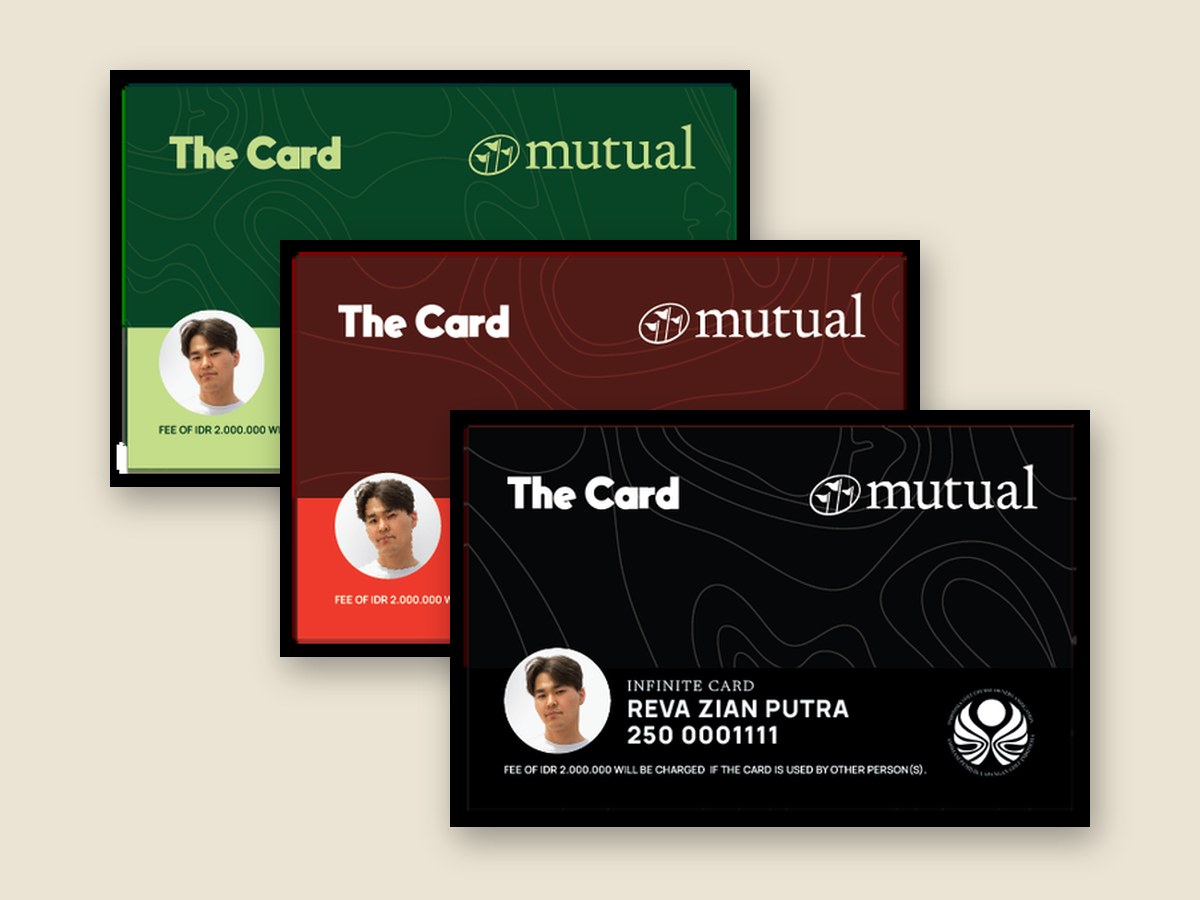 The Card
mutual
FEE OF IDR 2.000.000 WI
The Card
mutual
FEE OF IDR 2.000.000 W
The Card
mutual
INFINITE CARD
REVA ZIAN PUTRA
250 0001111
FEE OF IDR 2.000.000 WILL BE CHARGED IF THE CARD IS USED BY OTHER PERSON(S).